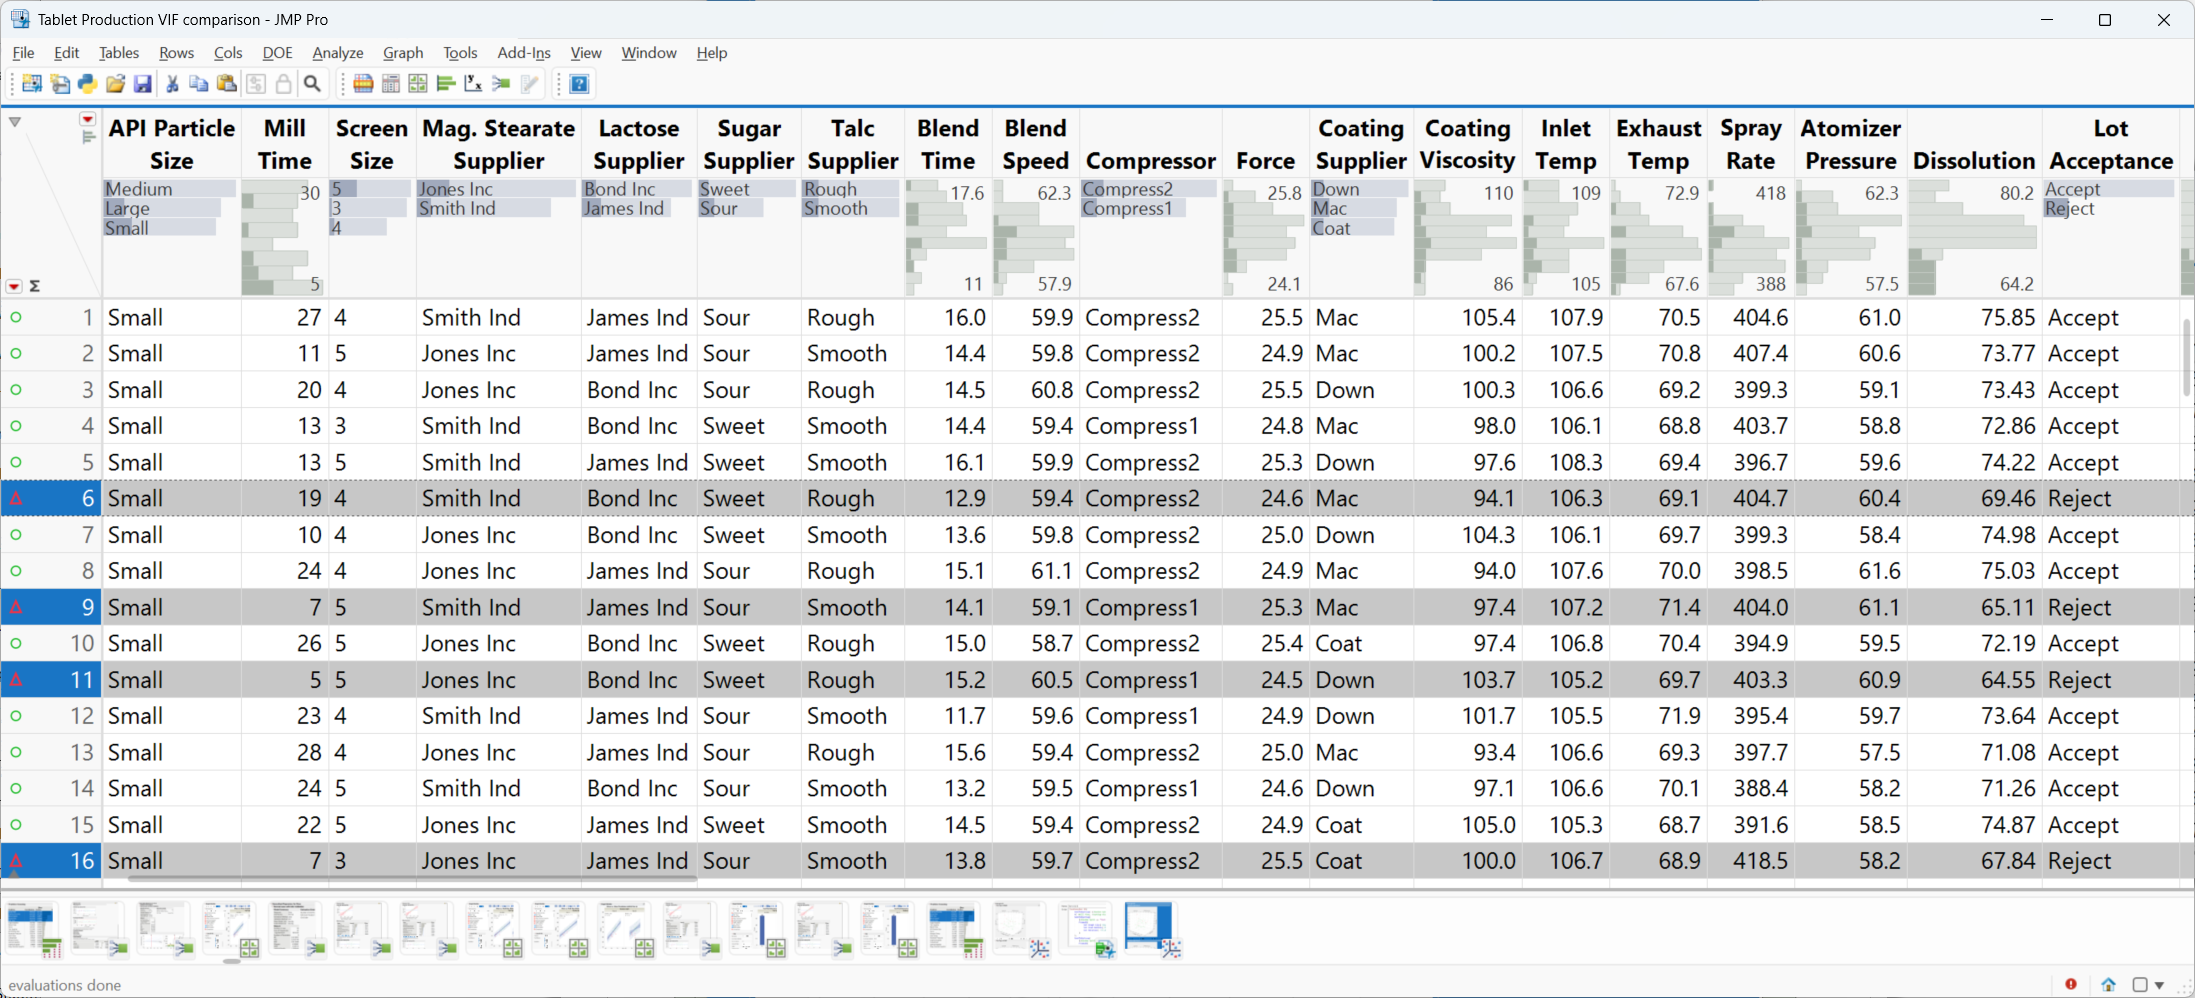 Tablet Production VIF comparison - JMP Pro
File Edit Tables Rows Cols DOE Analyze Graph Tools Add-Ins View Window Help
API Particle Size Mill Time Screen Size Mag. Stearate Supplier Lactose Supplier Sugar Supplier Talc Supplier Blend Time Blend Speed Compressor Force Coating Supplier Coating Viscosity Inlet Temp Exhaust Temp Spray Rate Atomizer Pressure Dissolution Lot Acceptance
Medium 30 5 Jones Inc Bond Inc Sweet Rough 17.6 62.3 Compress2 25.8 Down 110 109 72.9 418 62.3 80.2 Accept
Large 3 Smith Ind James Ind Sour Smooth Compress1 Mac Reject
Small 4 Coat
Σ 5 11 57.9 24.1 86 105 67.6 388 57.5 64.2
1 Small 27 4 Smith Ind James Ind Sour Rough 16.0 59.9 Compress2 25.5 Mac 105.4 107.9 70.5 404.6 61.0 75.85 Accept
2 Small 11 5 Jones Inc James Ind Sour Smooth 14.4 59.8 Compress2 24.9 Mac 100.2 107.5 70.8 407.4 60.6 73.77 Accept
3 Small 20 4 Jones Inc Bond Inc Sour Rough 14.5 60.8 Compress2 25.5 Down 100.3 106.6 69.2 399.3 59.1 73.43 Accept
4 Small 13 3 Smith Ind Bond Inc Sweet Smooth 14.4 59.4 Compress1 24.8 Mac 98.0 106.1 68.8 403.7 58.8 72.86 Accept
5 Small 13 5 Smith Ind James Ind Sweet Smooth 16.1 59.9 Compress2 25.3 Down 97.6 108.3 69.4 396.7 59.6 74.22 Accept
6 Small 19 4 Smith Ind Bond Inc Sweet Rough 12.9 59.4 Compress2 24.6 Mac 94.1 106.3 69.1 404.7 60.4 69.46 Reject
7 Small 10 4 Jones Inc Bond Inc Sweet Smooth 13.6 59.8 Compress2 25.0 Down 104.3 106.1 69.7 399.3 58.4 74.98 Accept
8 Small 24 4 Jones Inc James Ind Sour Rough 15.1 61.1 Compress2 24.9 Mac 94.0 107.6 70.0 398.5 61.6 75.03 Accept
9 Small 7 5 Smith Ind James Ind Sour Smooth 14.1 59.1 Compress1 25.3 Mac 97.4 107.2 71.4 404.0 61.1 65.11 Reject
10 Small 26 5 Jones Inc Bond Inc Sweet Rough 15.0 58.7 Compress2 25.4 Coat 97.4 106.8 70.4 394.9 59.5 72.19 Accept
11 Small 5 5 Jones Inc Bond Inc Sweet Rough 15.2 60.5 Compress1 24.5 Down 103.7 105.2 69.7 403.3 60.9 64.55 Reject
12 Small 23 4 Smith Ind James Ind Sour Smooth 11.7 59.6 Compress1 24.9 Down 101.7 105.5 71.9 395.4 59.7 73.64 Accept
13 Small 28 4 Jones Inc James Ind Sour Rough 15.6 59.4 Compress2 25.0 Mac 93.4 106.6 69.3 397.7 57.5 71.08 Accept
14 Small 24 5 Smith Ind Bond Inc Sour Smooth 13.2 59.5 Compress1 24.6 Down 97.1 106.6 70.1 388.4 58.2 71.26 Accept
15 Small 22 5 Jones Inc James Ind Sweet Smooth 14.5 59.4 Compress2 24.9 Coat 105.0 105.3 68.7 391.6 58.5 74.87 Accept
16 Small 7 3 Jones Inc James Ind Sour Smooth 13.8 59.7 Compress2 25.5 Coat 100.0 106.7 68.9 418.5 58.2 67.84 Reject
evaluations done